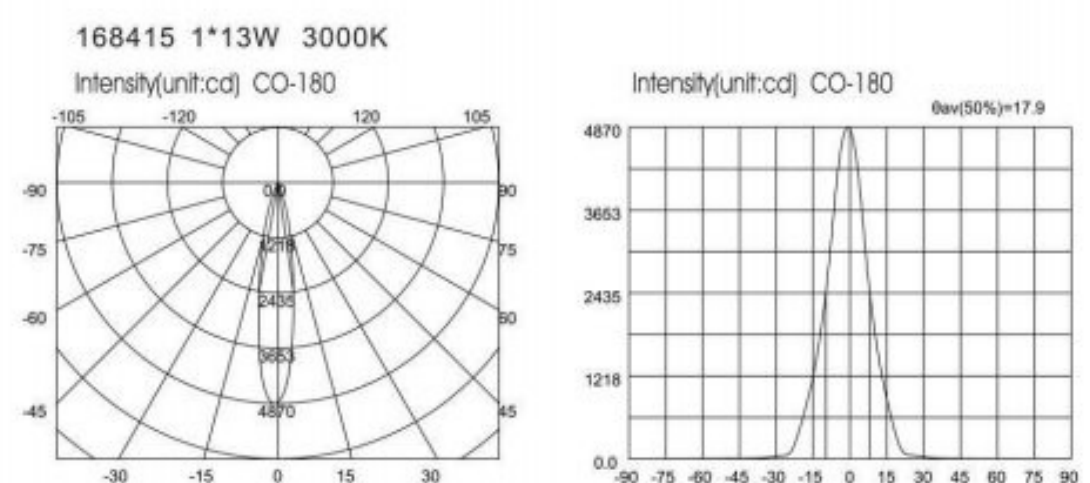 168415 1*13W 3000K
Intensity(unit:cd) CO-180
-105 -120 120 105
-90 0.0 90
1218
-75 75
2435
-60 60
3653
-45 4870 45
-30 -15 0 15 30
Intensity(unit:cd) CO-180
θav(50%)=17.9
4870
3653
2435
1218
0.0
-90 -75 -60 -45 -30 -15 0 15 30 45 60 75 90